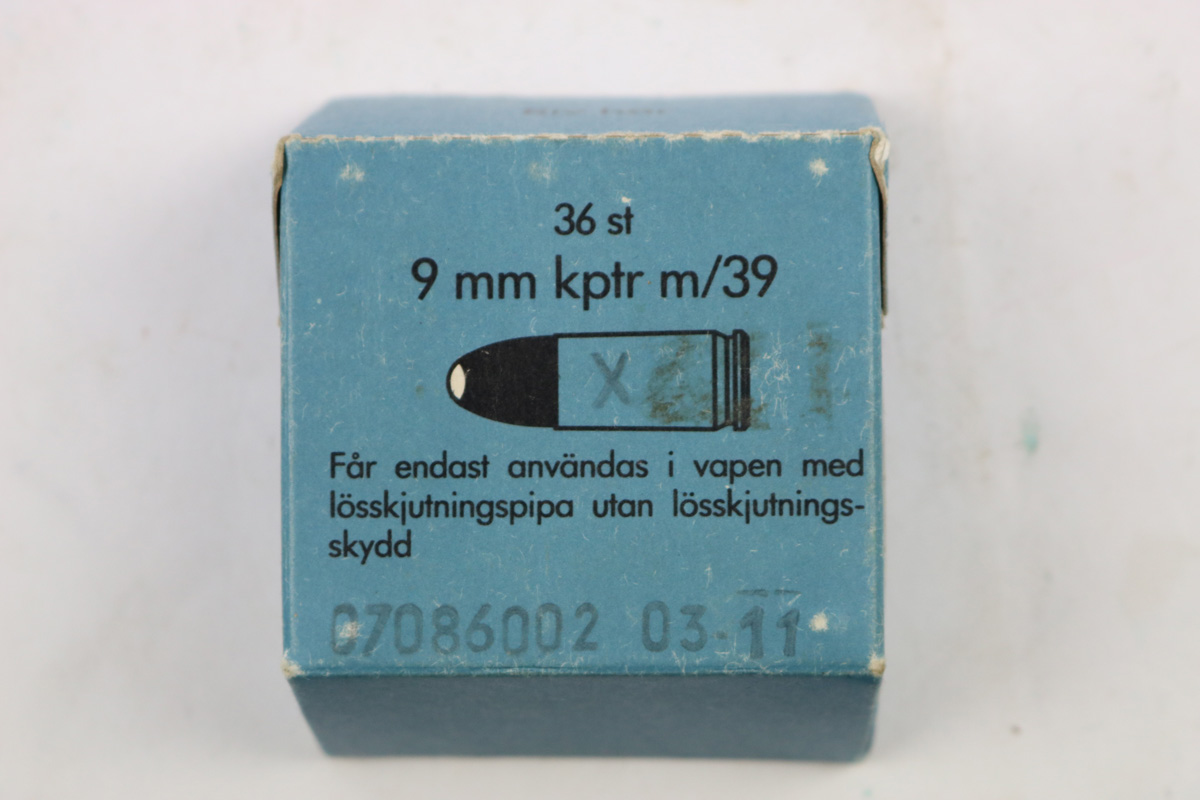 36 st
9 mm kptr m/39
X
Får endast användas i vapen med
lösskjutningspipa utan lösskjutnings-
skydd
07086002 03-11